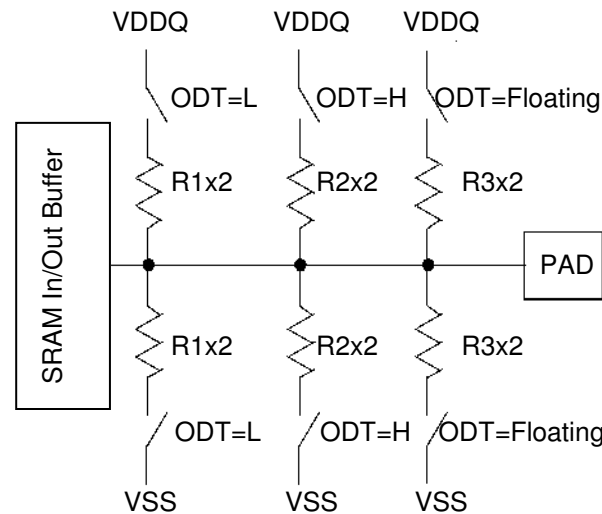 VDDQ VDDQ VDDQ
ODT=L ODT=H ODT=Floating
R1x2 R2x2 R3x2
SRAM In/Out Buffer
PAD
R1x2 R2x2 R3x2
ODT=L ODT=H ODT=Floating
VSS VSS VSS